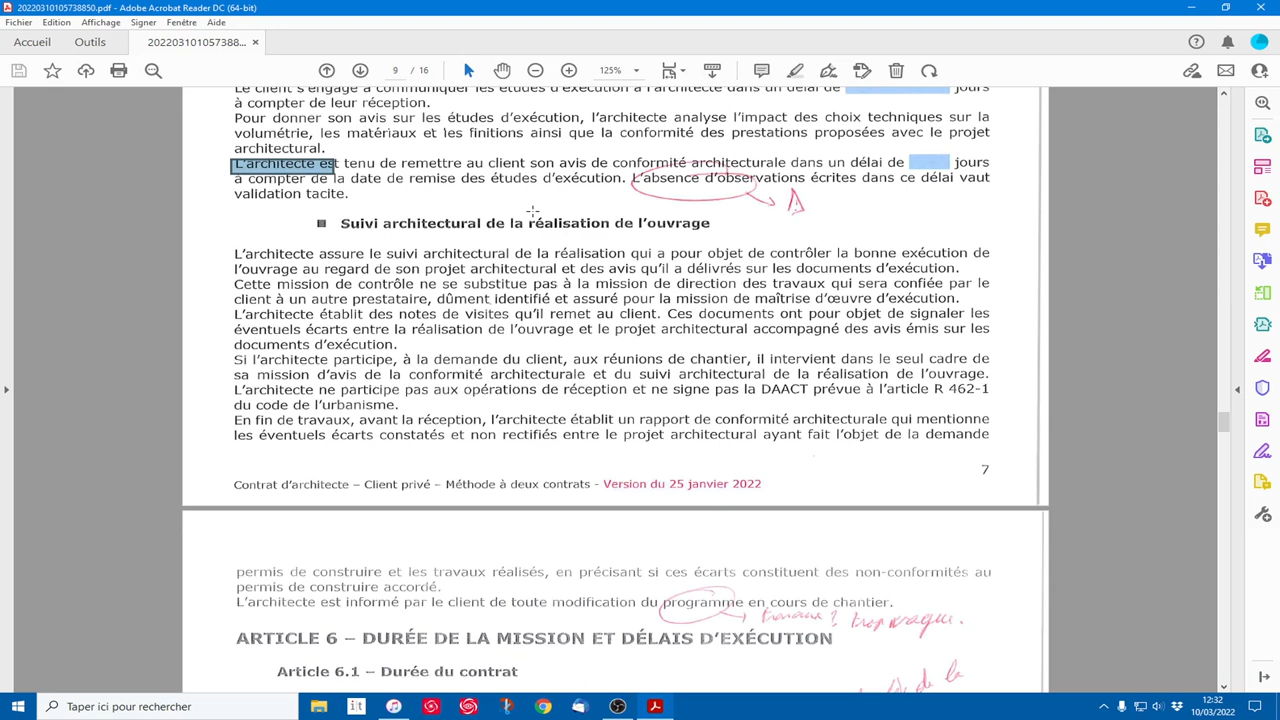 20220310105738850.pdf - Adobe Acrobat Reader DC (64-bit)
Fichier Edition Affichage Signer Fenêtre Aide
Accueil Outils 202203101057388... ×
9 / 16 125%
Le client s'engage à communiquer les études d'exécution à l'architecte dans un délai de jours
à compter de leur réception.
Pour donner son avis sur les études d'exécution, l'architecte analyse l'impact des choix techniques sur la
volumétrie, les matériaux et les finitions ainsi que la conformité des prestations proposées avec le projet
architectural.
L'architecte est tenu de remettre au client son avis de conformité architecturale dans un délai de jours
à compter de la date de remise des études d'exécution. L'absence d'observations écrites dans ce délai vaut
validation tacite.
Suivi architectural de la réalisation de l'ouvrage
L'architecte assure le suivi architectural de la réalisation qui a pour objet de contrôler la bonne exécution de
l'ouvrage au regard de son projet architectural et des avis qu'il a délivrés sur les documents d'exécution.
Cette mission de contrôle ne se substitue pas à la mission de direction des travaux qui sera confiée par le
client à un autre prestataire, dûment identifié et assuré pour la mission de maîtrise d'œuvre d'exécution.
L'architecte établit des notes de visites qu'il remet au client. Ces documents ont pour objet de signaler les
éventuels écarts entre la réalisation de l'ouvrage et le projet architectural accompagné des avis émis sur les
documents d'exécution.
Si l'architecte participe, à la demande du client, aux réunions de chantier, il intervient dans le seul cadre de
sa mission d'avis de la conformité architecturale et du suivi architectural de la réalisation de l'ouvrage.
L'architecte ne participe pas aux opérations de réception et ne signe pas la DAACT prévue à l'article R 462-1
du code de l'urbanisme.
En fin de travaux, avant la réception, l'architecte établit un rapport de conformité architecturale qui mentionne
les éventuels écarts constatés et non rectifiés entre le projet architectural ayant fait l'objet de la demande
7
Contrat d'architecte – Client privé – Méthode à deux contrats - Version du 25 janvier 2022
permis de construire et les travaux réalisés, en précisant si ces écarts constituent des non-conformités au
permis de construire accordé.
L'architecte est informé par le client de toute modification du programme en cours de chantier.
travaux ? trop vague.
ARTICLE 6 – DURÉE DE LA MISSION ET DÉLAIS D'EXÉCUTION
Article 6.1 – Durée du contrat
de la
Taper ici pour rechercher
12:32
10/03/2022